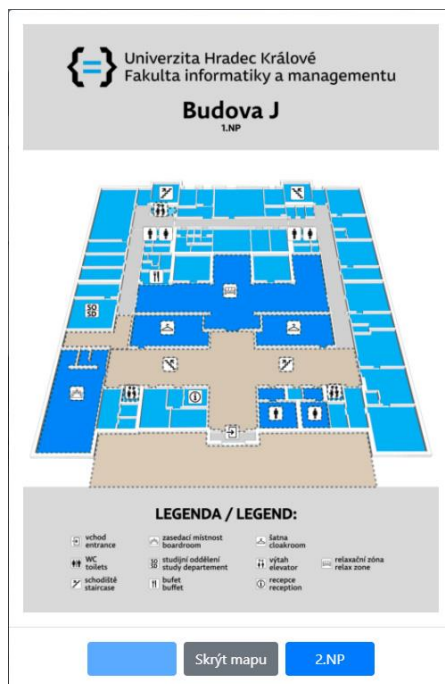 {=} Univerzita Hradec Králové
Fakulta informatiky a managementu
Budova J
1.NP
SO
SD
LEGENDA / LEGEND:
vchod
entrance
zasedací místnost
boardroom
šatna
cloakroom
WC
toilets
SO
SD
studijní oddělení
study departement
výtah
elevator
relaxační zóna
relax zone
schodiště
staircase
bufet
buffet
recepce
reception
Skrýt mapu
2.NP